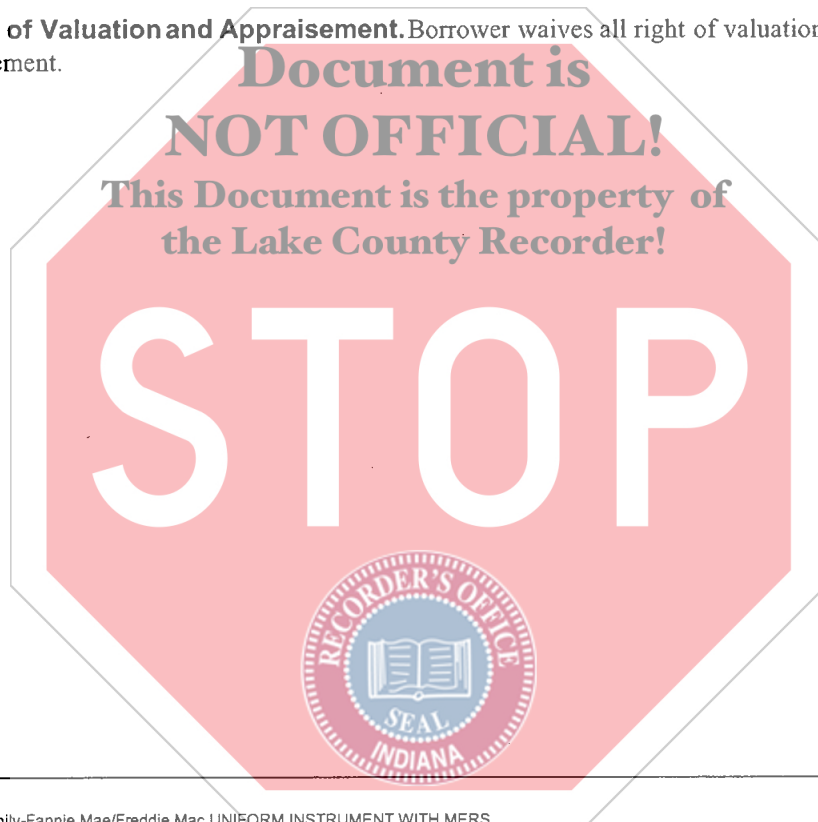 of Valuation and Appraisement. Borrower waives all right of valuation
ement.
Document is
NOT OFFICIAL!
This Document is the property of
the Lake County Recorder!
STOP
RECORDER'S OFFICE
SEAL
INDIANA
mily-Fannie Mae/Freddie Mac UNIFORM INSTRUMENT WITH MERS